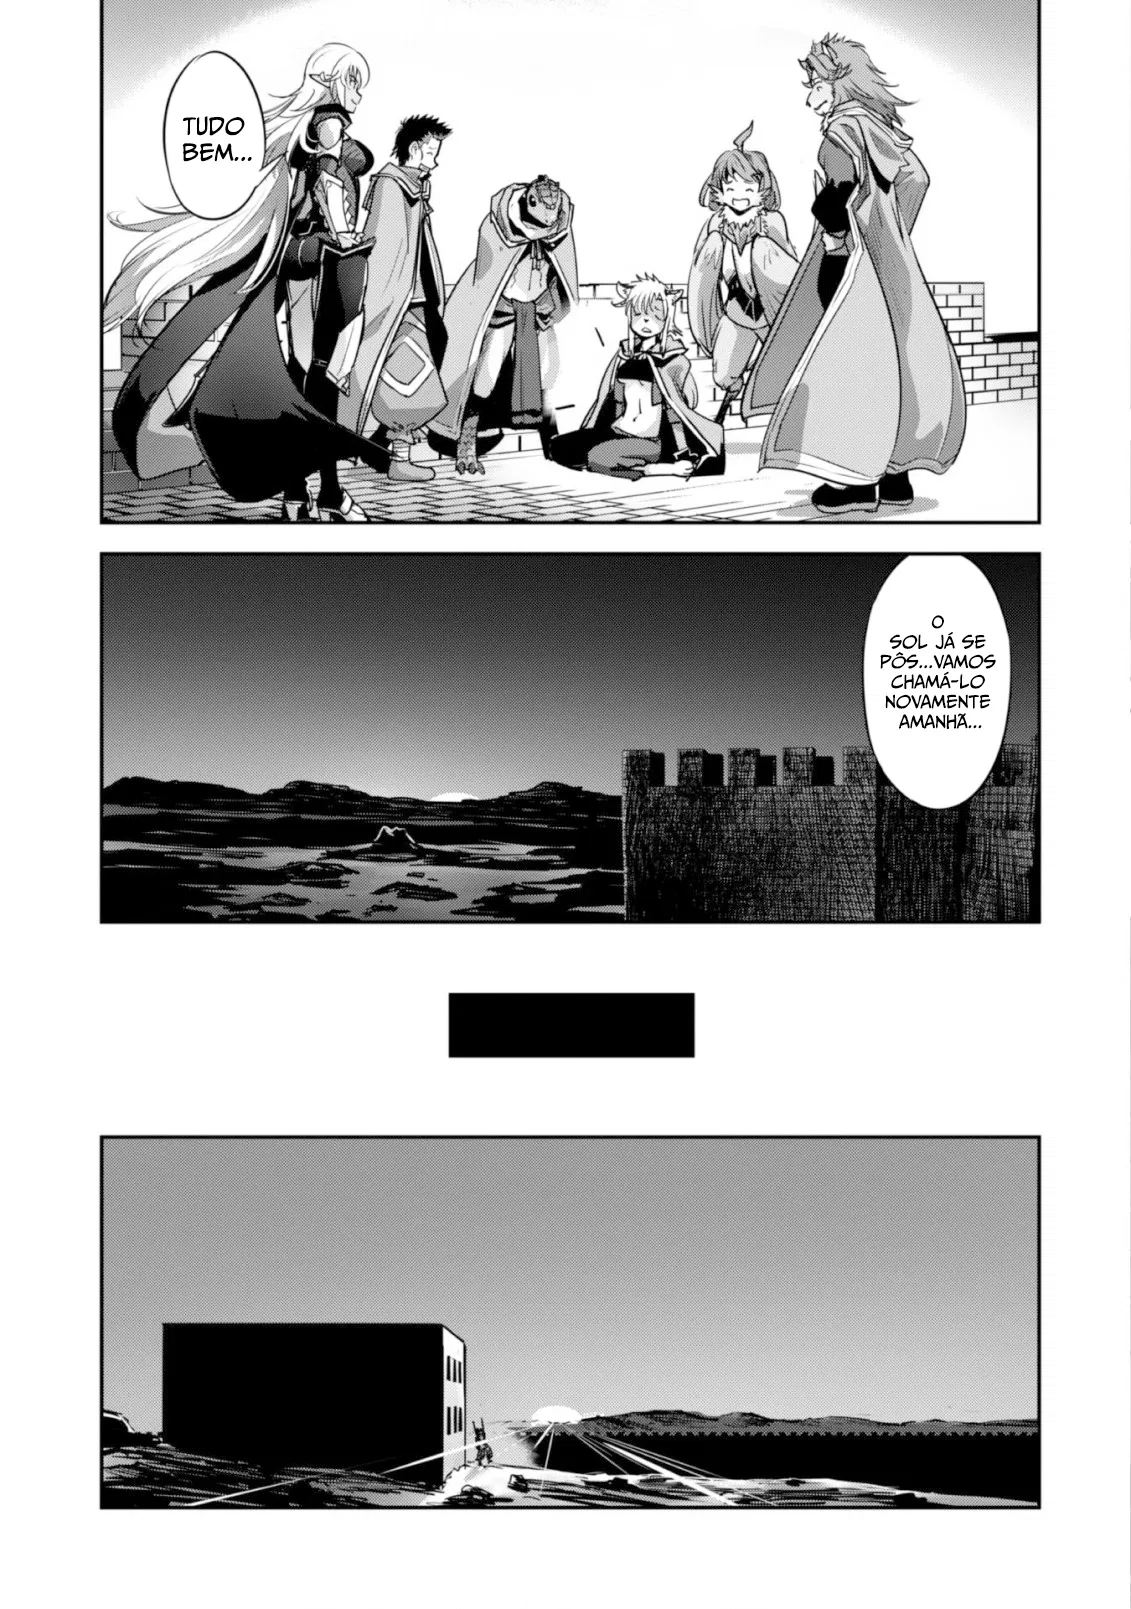 TUDO
BEM...
O
SOL JÁ SE
PÔS...VAMOS
CHAMÁ-LO
NOVAMENTE
AMANHÃ...